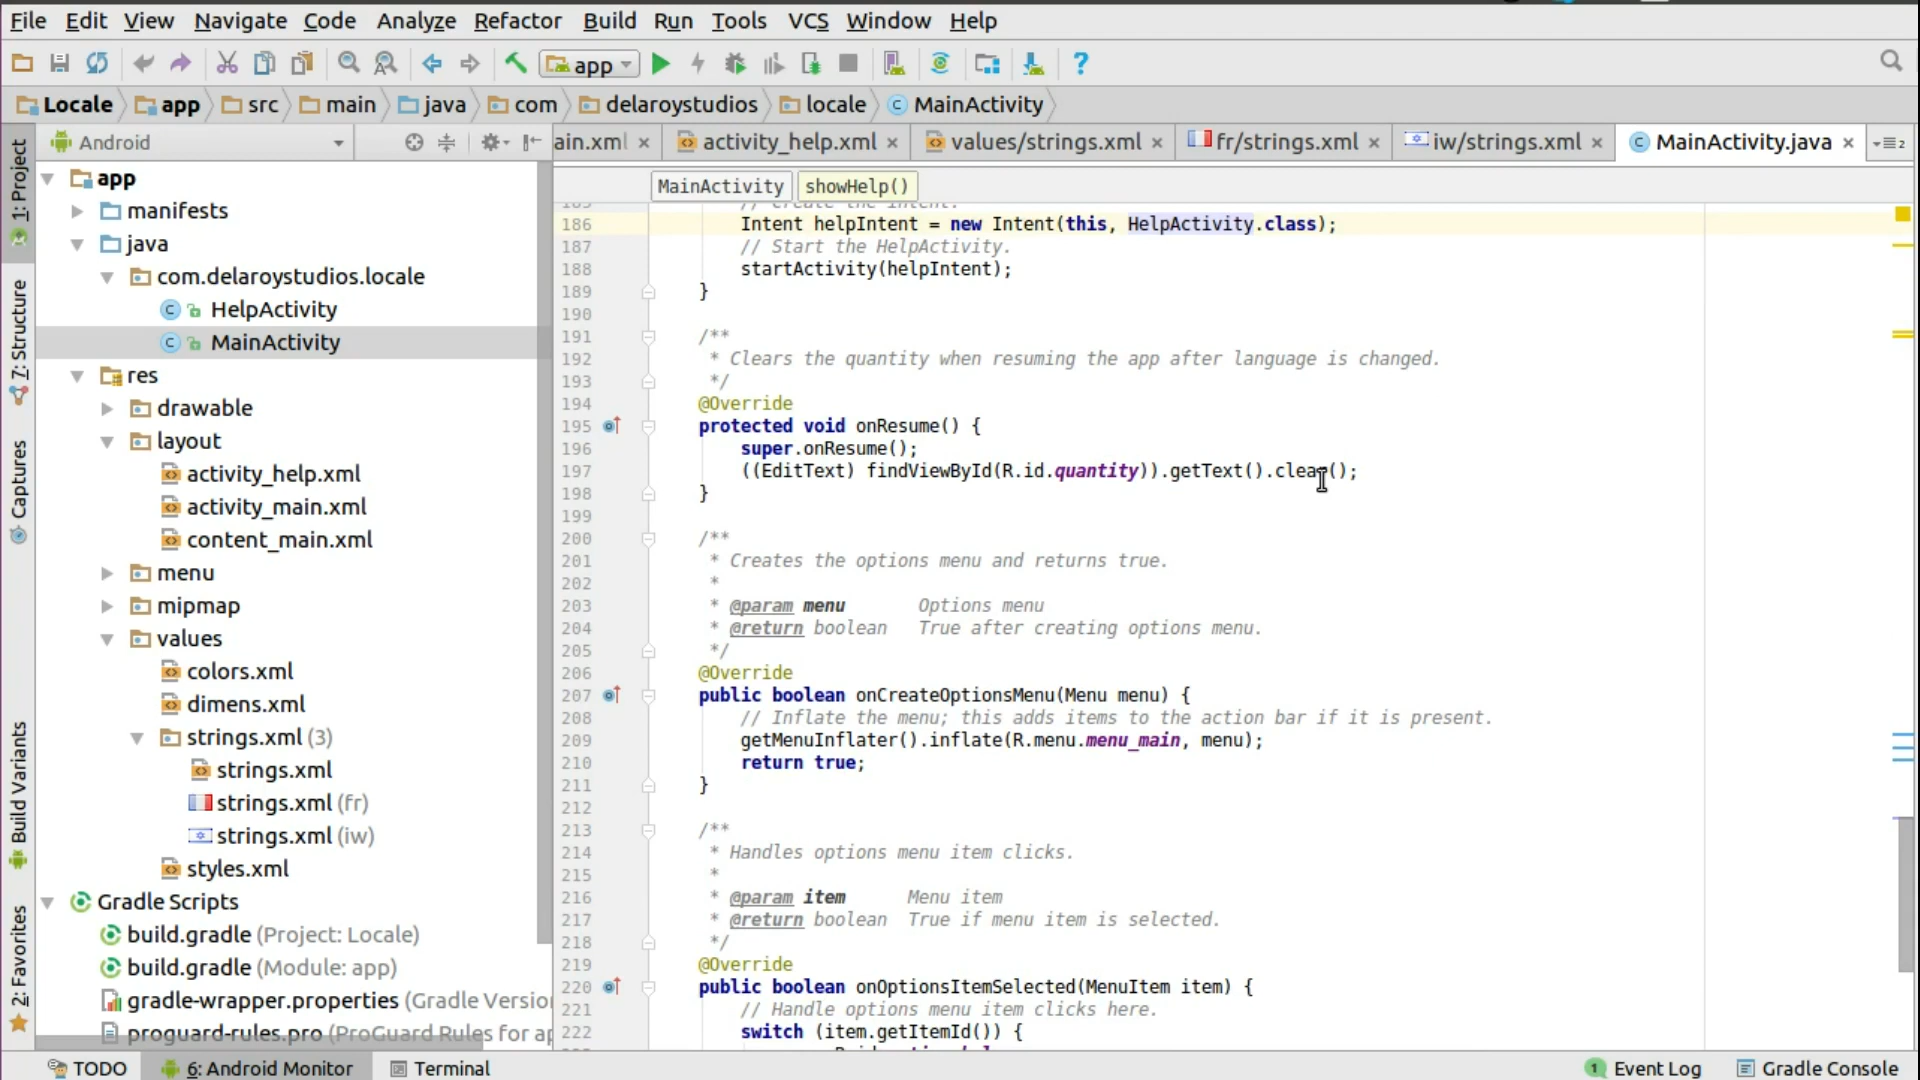 File Edit View Navigate Code Analyze Refactor Build Run Tools VCS Window Help
app
Locale app src main java com delaroystudios locale MainActivity
Android
ain.xml activity_help.xml values/strings.xml fr/strings.xml iw/strings.xml MainActivity.java
MainActivity showHelp()
1: Project
7: Structure
Captures
Build Variants
2: Favorites
app
manifests
java
com.delaroystudios.locale
HelpActivity
MainActivity
res
drawable
layout
activity_help.xml
activity_main.xml
content_main.xml
menu
mipmap
values
colors.xml
dimens.xml
strings.xml (3)
strings.xml
strings.xml (fr)
strings.xml (iw)
styles.xml
Gradle Scripts
build.gradle (Project: Locale)
build.gradle (Module: app)
gradle-wrapper.properties (Gradle Version
proguard-rules.pro (ProGuard Rules for ap
185 // Create the intent.
186 Intent helpIntent = new Intent(this, HelpActivity.class);
187 // Start the HelpActivity.
188 startActivity(helpIntent);
189 }
190
191 /**
192 * Clears the quantity when resuming the app after language is changed.
193 */
194 @Override
195 protected void onResume() {
196 super.onResume();
197 ((EditText) findViewById(R.id.quantity)).getText().clear();
198 }
199
200 /**
201 * Creates the options menu and returns true.
202 *
203 * @param menu Options menu
204 * @return boolean True after creating options menu.
205 */
206 @Override
207 public boolean onCreateOptionsMenu(Menu menu) {
208 // Inflate the menu; this adds items to the action bar if it is present.
209 getMenuInflater().inflate(R.menu.menu_main, menu);
210 return true;
211 }
212
213 /**
214 * Handles options menu item clicks.
215 *
216 * @param item Menu item
217 * @return boolean True if menu item is selected.
218 */
219 @Override
220 public boolean onOptionsItemSelected(MenuItem item) {
221 // Handle options menu item clicks here.
222 switch (item.getItemId()) {
TODO 6: Android Monitor Terminal 1 Event Log Gradle Console